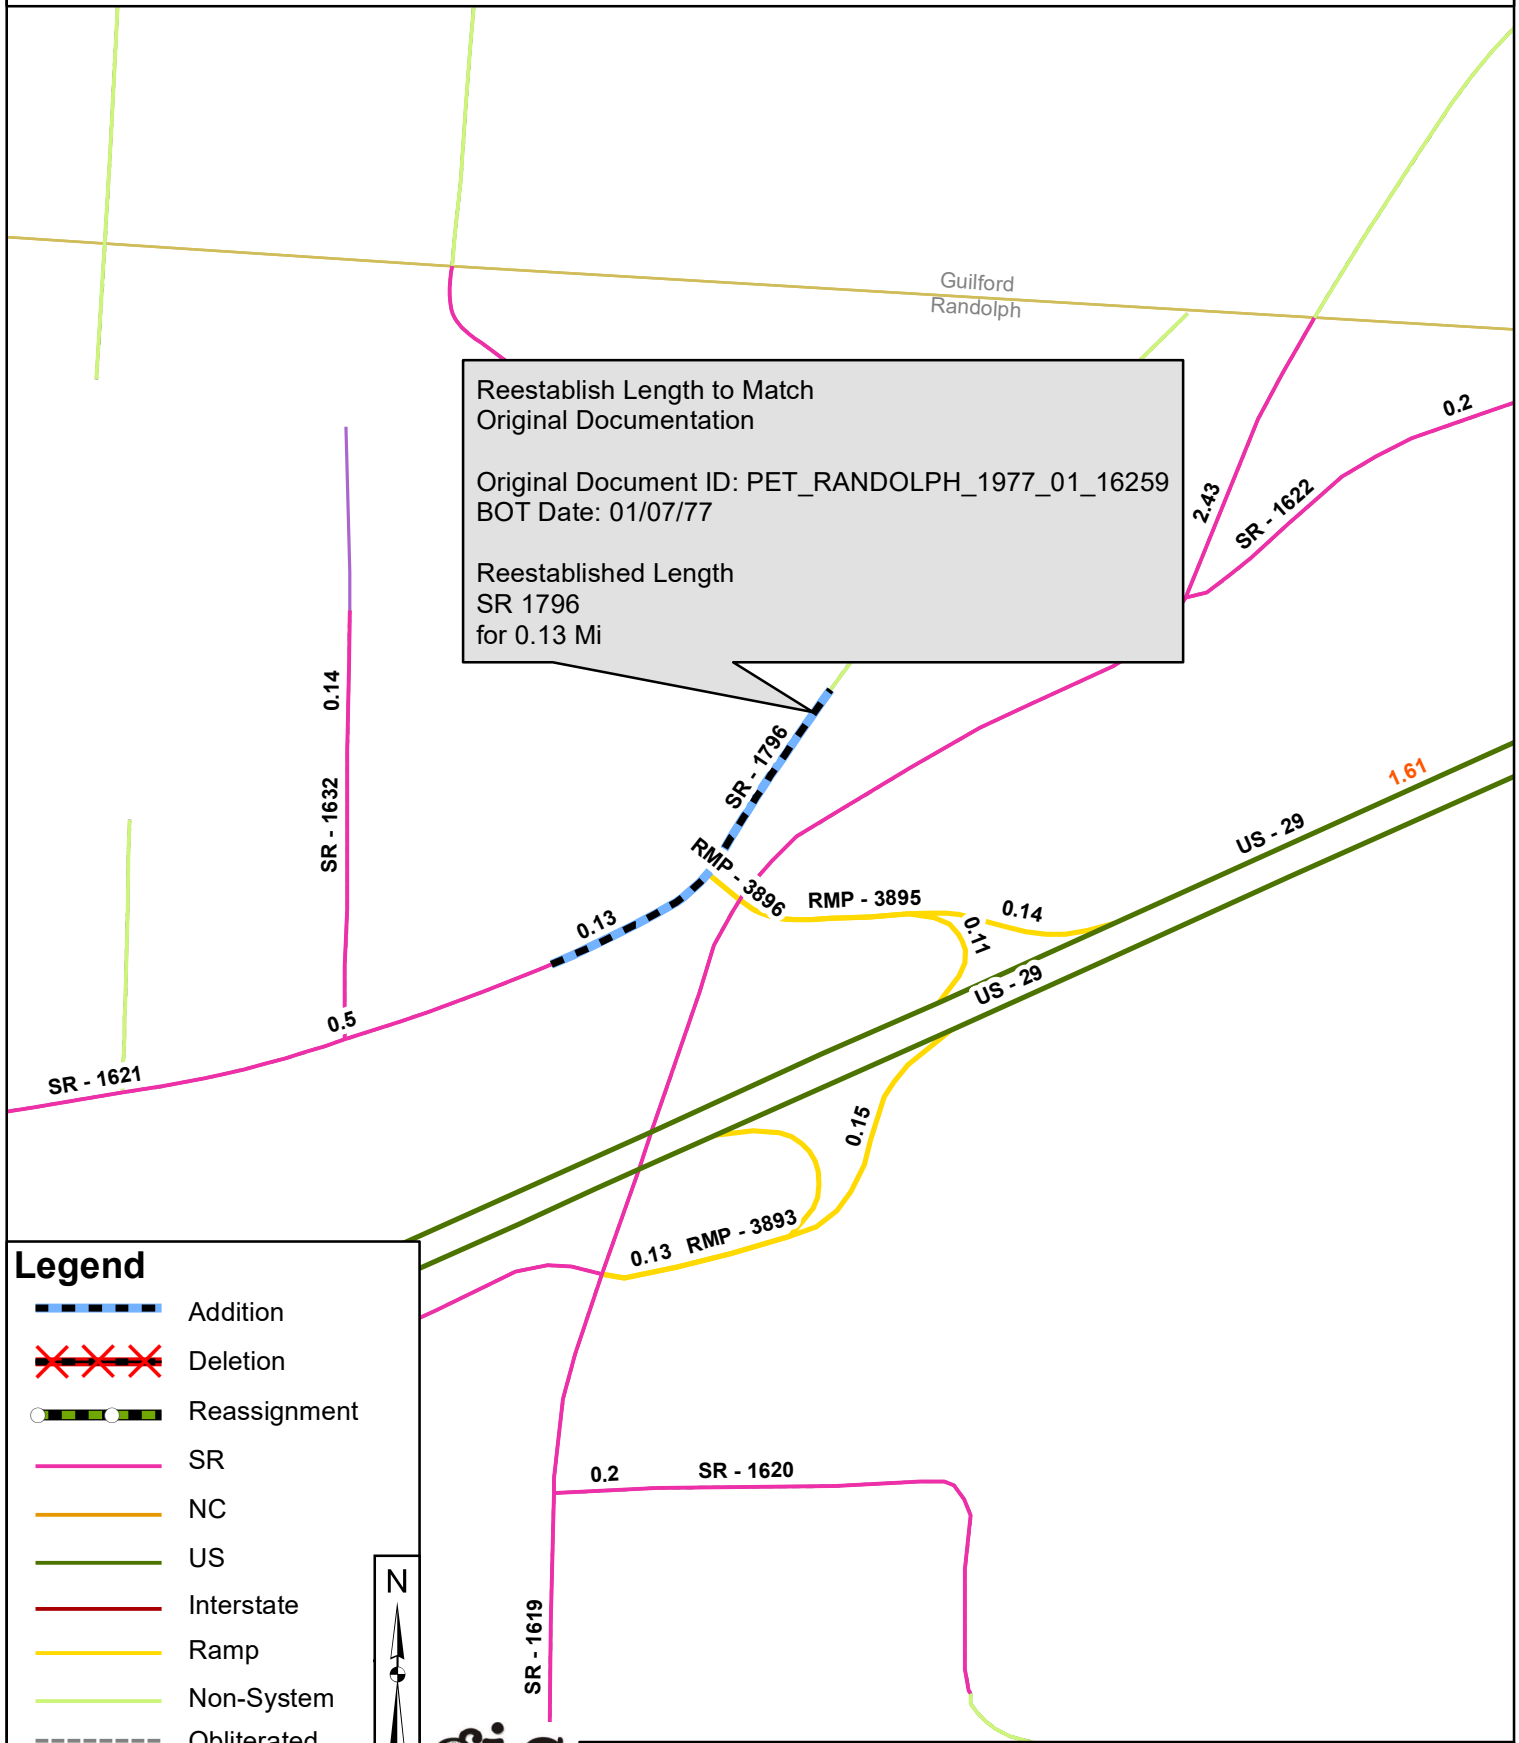 Guilford
Randolph
Reestablish Length to Match
Original Documentation
Original Document ID: PET_RANDOLPH_1977_01_16259
BOT Date: 01/07/77
Reestablished Length
SR 1796
for 0.13 Mi
0.2
2.43
SR - 1622
0.14
SR - 1632
SR - 1796
1.61
US - 29
RMP - 3896
RMP - 3895
0.14
0.11
0.13
US - 29
0.5
SR - 1621
0.15
0.13 RMP - 3893
0.2 SR - 1620
SR - 1619
Legend
Addition
Deletion
Reassignment
SR
NC
US
Interstate
Ramp
Non-System
Obliterated
N